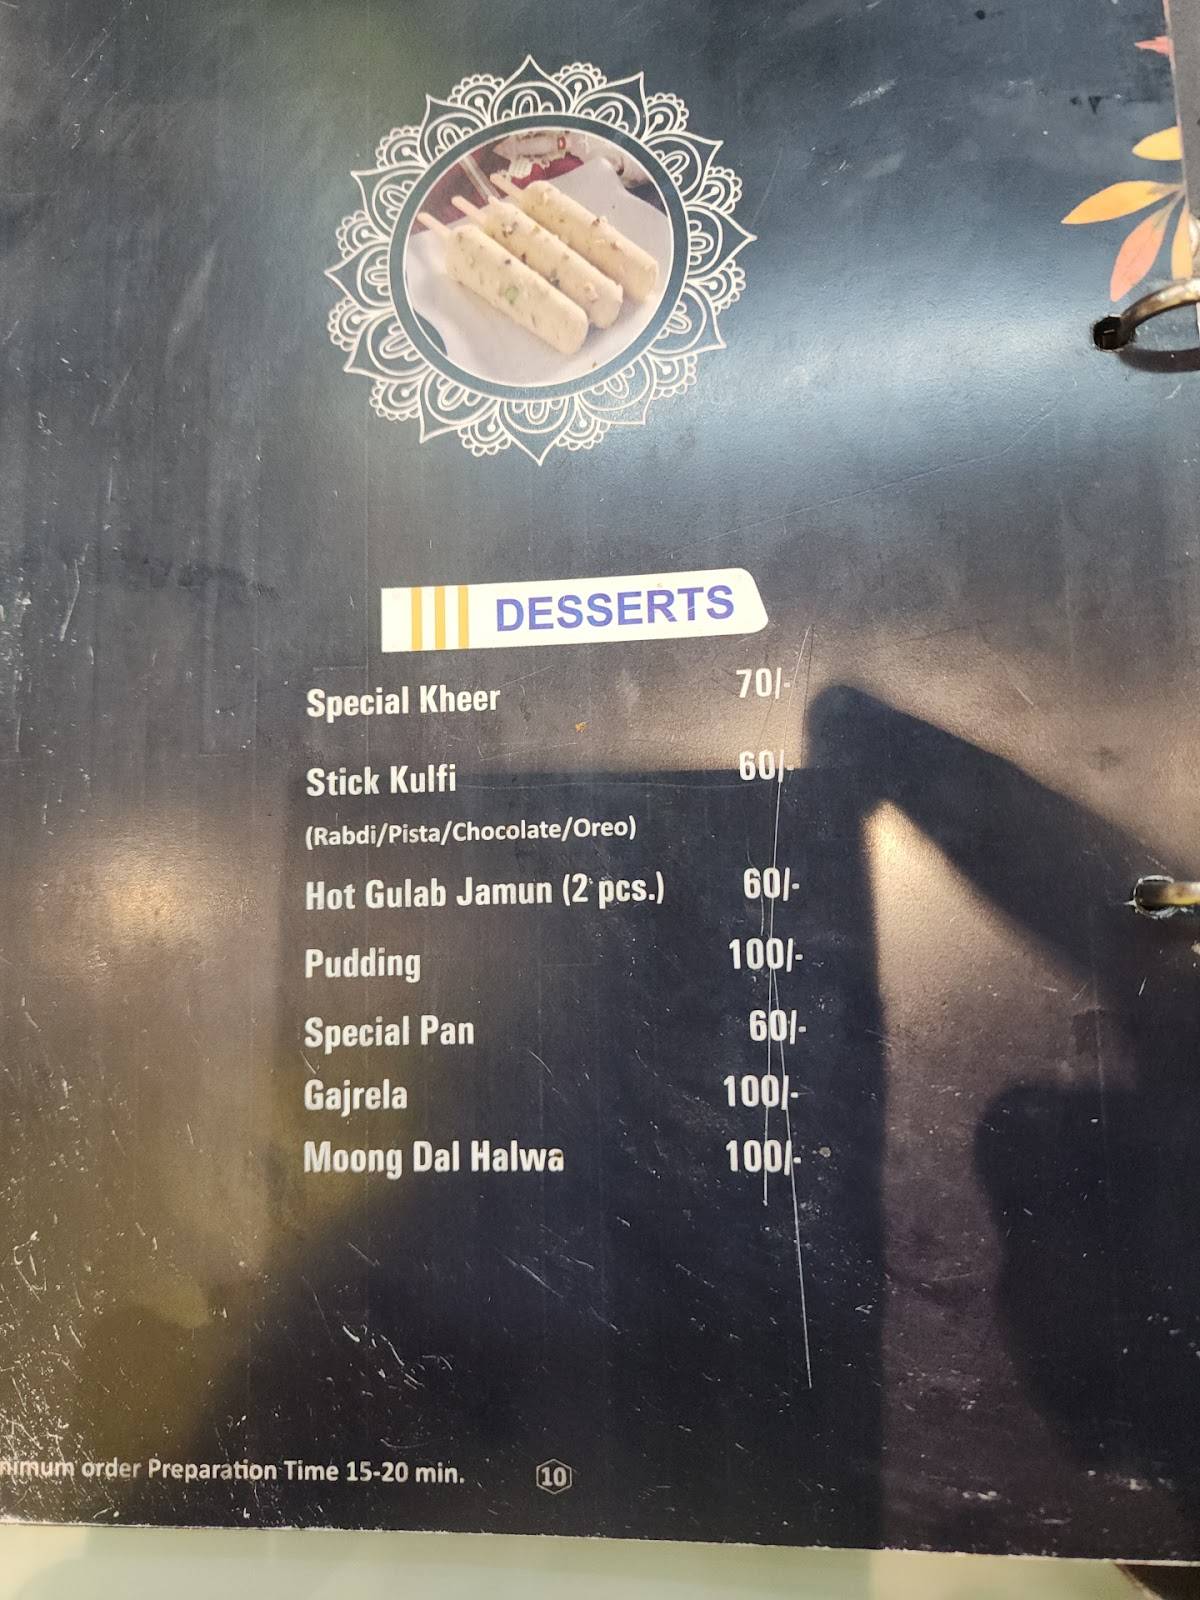 DESSERTS
Special Kheer 70/-
Stick Kulfi 60/-
(Rabdi/Pista/Chocolate/Oreo)
Hot Gulab Jamun (2 pcs.) 60/-
Pudding 100/-
Special Pan 60/-
Gajrela 100/-
Moong Dal Halwa 100/-
nimum order Preparation Time 15-20 min. 10